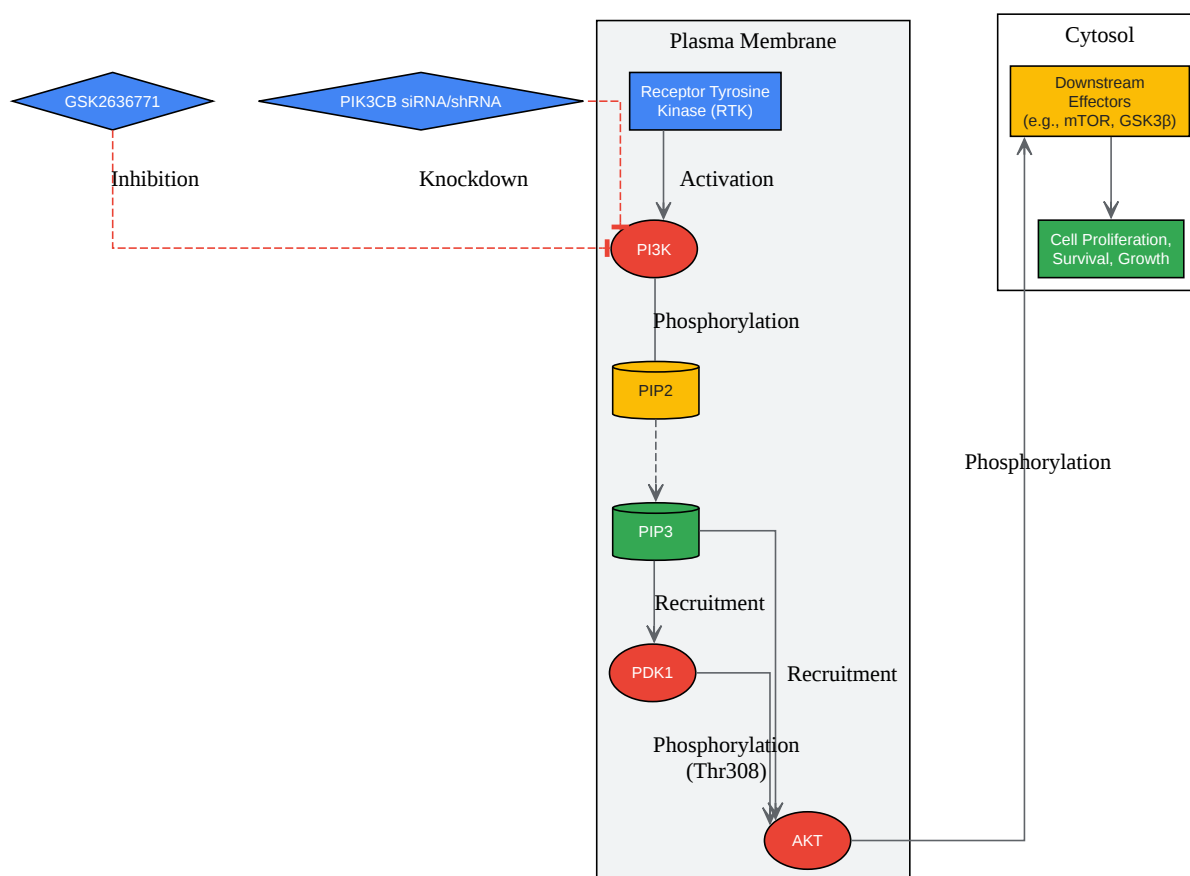 Plasma Membrane
Cytosol
GSK2636771
PIK3CB siRNA/shRNA
Receptor Tyrosine
Kinase (RTK)
Downstream
Effectors
(e.g., mTOR, GSK3β)
Inhibition
Knockdown
Activation
PI3K
Cell Proliferation,
Survival, Growth
Phosphorylation
PIP2
Phosphorylation
PIP3
Recruitment
PDK1
Recruitment
Phosphorylation
(Thr308)
AKT